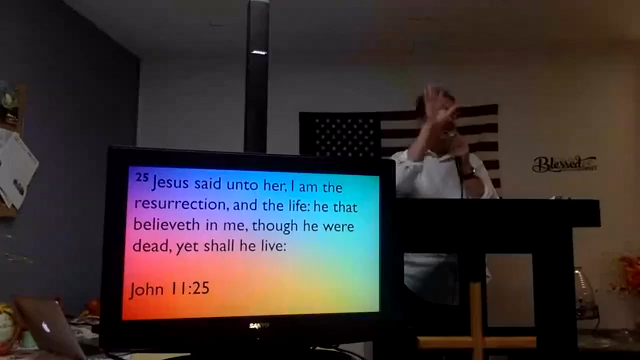 25 Jesus said unto her, I am the
resurrection, and the life: he that
believeth in me, though he were
dead, yet shall he live:
John 11:25
SANYO
Blessed